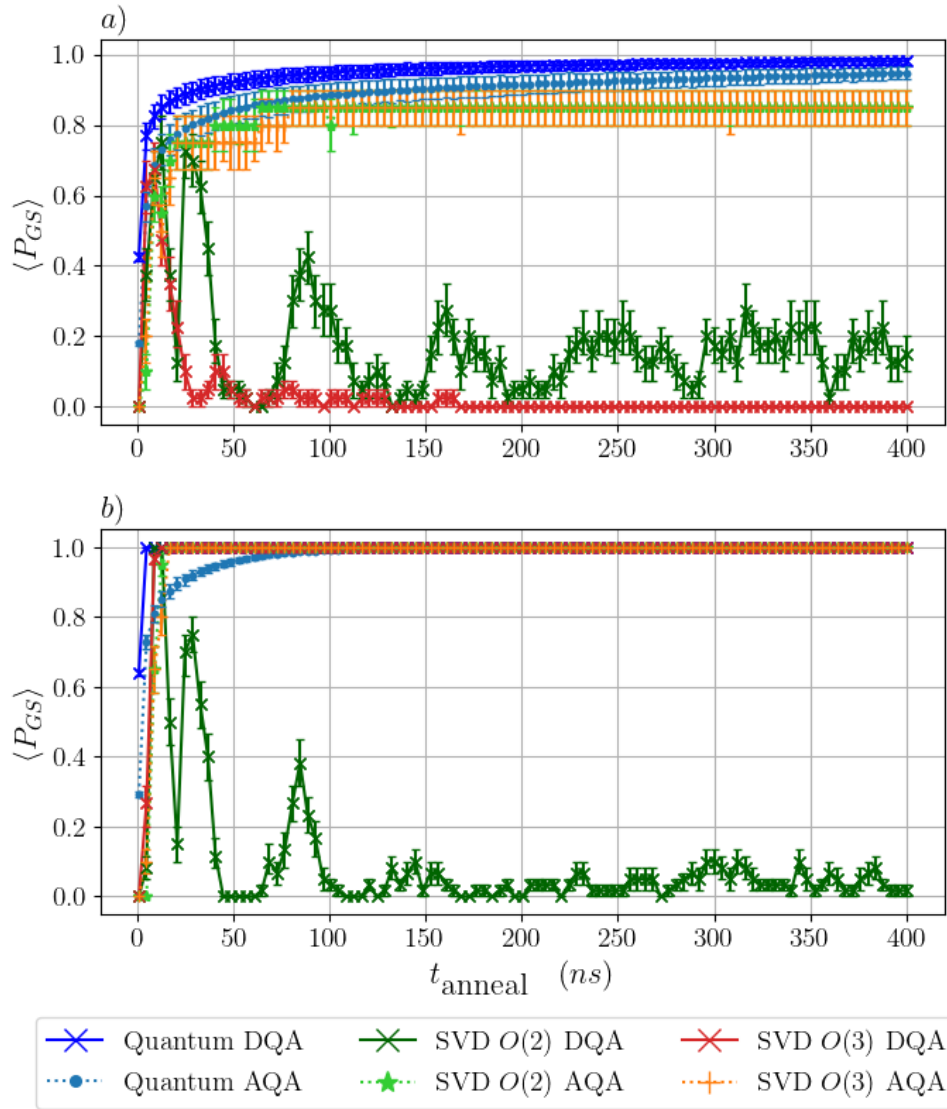 a)
1.0
0.8
0.6
0.4
0.2
0.0
⟨P_GS⟩
0 50 100 150 200 250 300 350 400
b)
1.0
0.8
0.6
0.4
0.2
0.0
⟨P_GS⟩
0 50 100 150 200 250 300 350 400
t_anneal (ns)
Quantum DQA SVD O(2) DQA SVD O(3) DQA
Quantum AQA SVD O(2) AQA SVD O(3) AQA